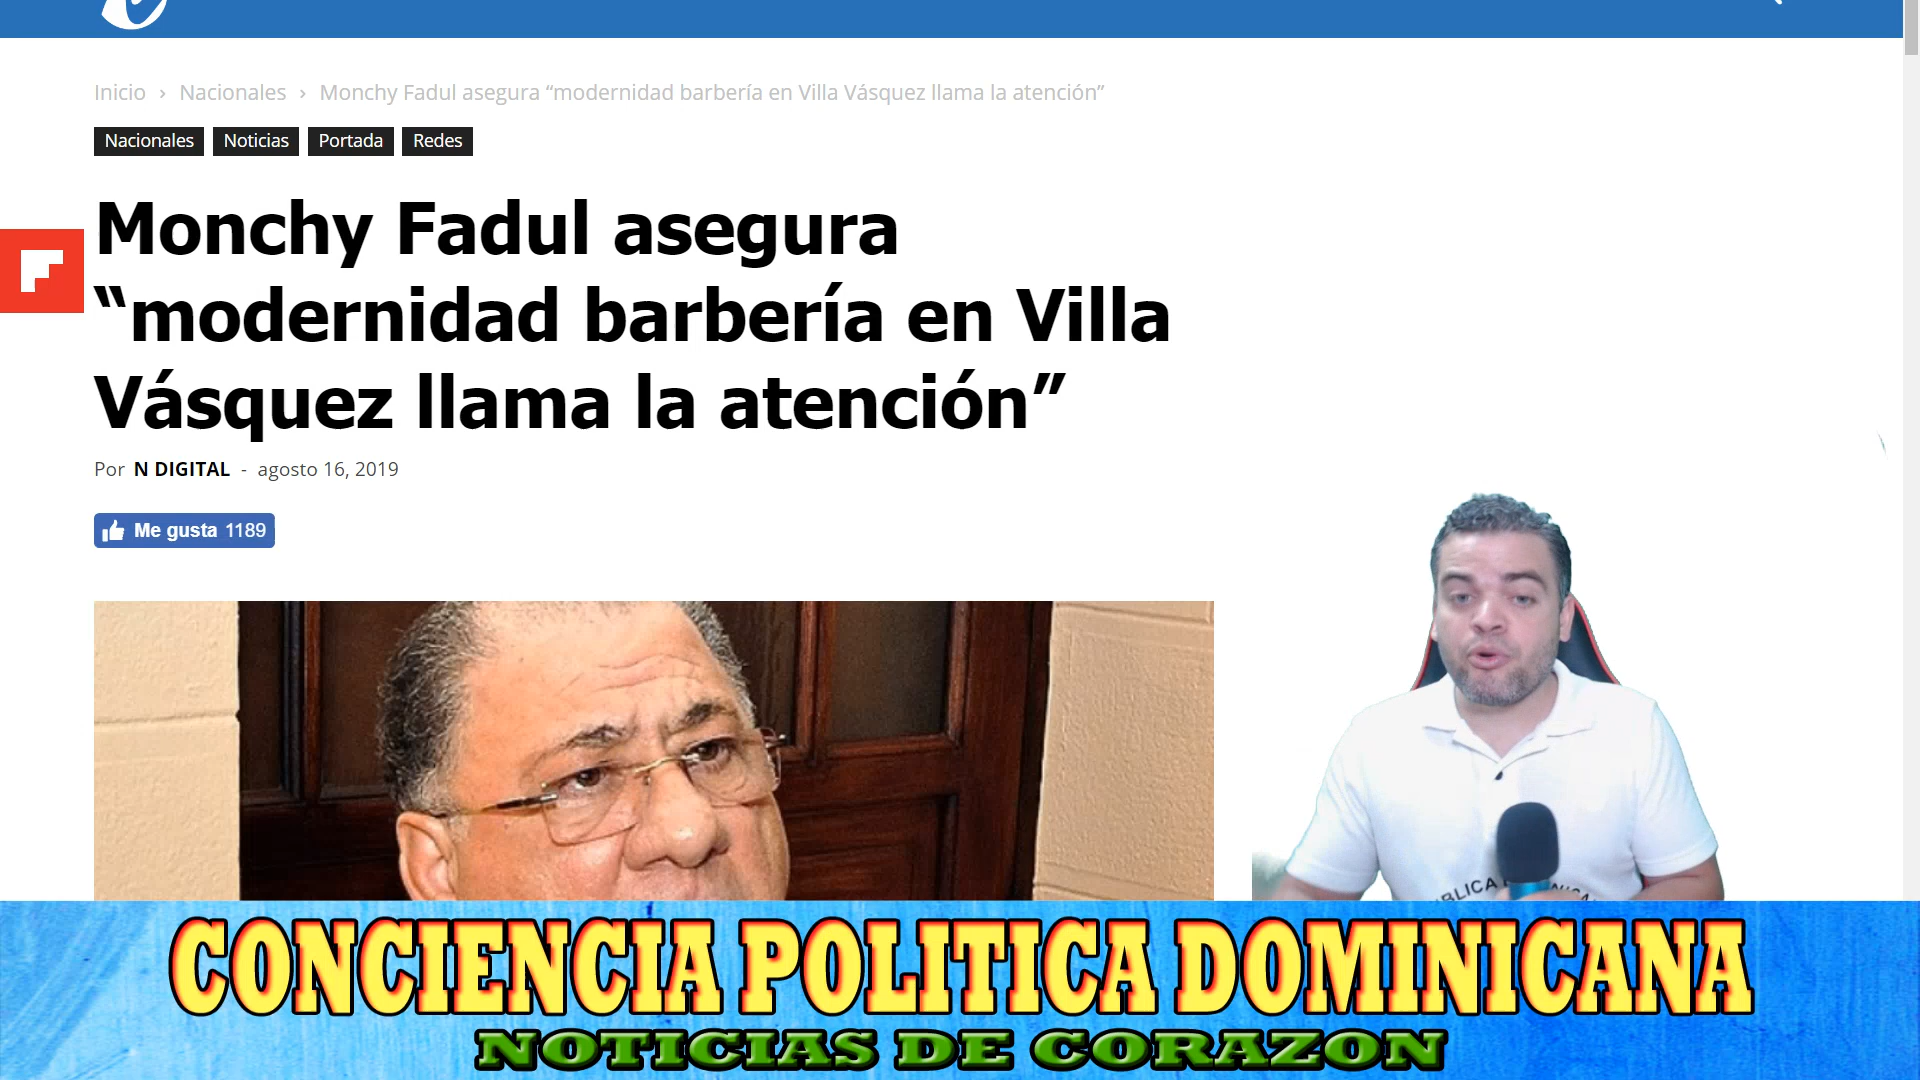 Inicio › Nacionales › Monchy Fadul asegura “modernidad barbería en Villa Vásquez llama la atención”
Nacionales Noticias Portada Redes
Monchy Fadul asegura
“modernidad barbería en Villa
Vásquez llama la atención”
Por N DIGITAL - agosto 16, 2019
Me gusta 1189
CONCIENCIA POLITICA DOMINICANA
NOTICIAS DE CORAZON